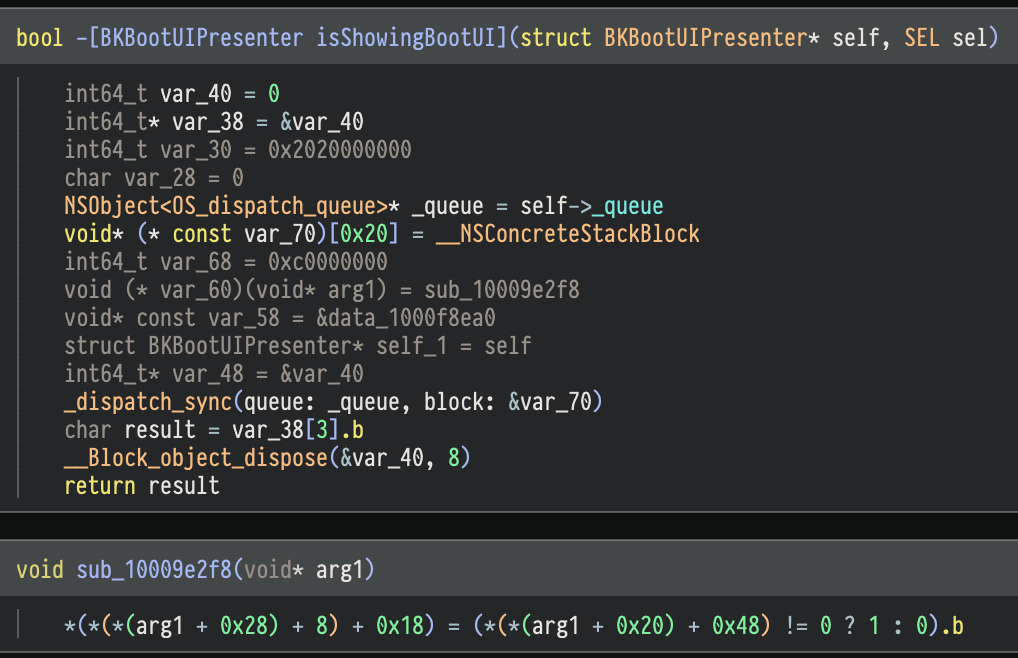 bool -[BKBootUIPresenter isShowingBootUI](struct BKBootUIPresenter* self, SEL sel)
int64_t var_40 = 0
int64_t* var_38 = &var_40
int64_t var_30 = 0x2020000000
char var_28 = 0
NSObject<OS_dispatch_queue>* _queue = self->_queue
void* (* const var_70)[0x20] = __NSConcreteStackBlock
int64_t var_68 = 0xc0000000
void (* var_60)(void* arg1) = sub_10009e2f8
void* const var_58 = &data_1000f8ea0
struct BKBootUIPresenter* self_1 = self
int64_t* var_48 = &var_40
_dispatch_sync(queue: _queue, block: &var_70)
char result = var_38[3].b
__Block_object_dispose(&var_40, 8)
return result
void sub_10009e2f8(void* arg1)
*(*(*(arg1 + 0x28) + 8) + 0x18) = (*(*(arg1 + 0x20) + 0x48) != 0 ? 1 : 0).b